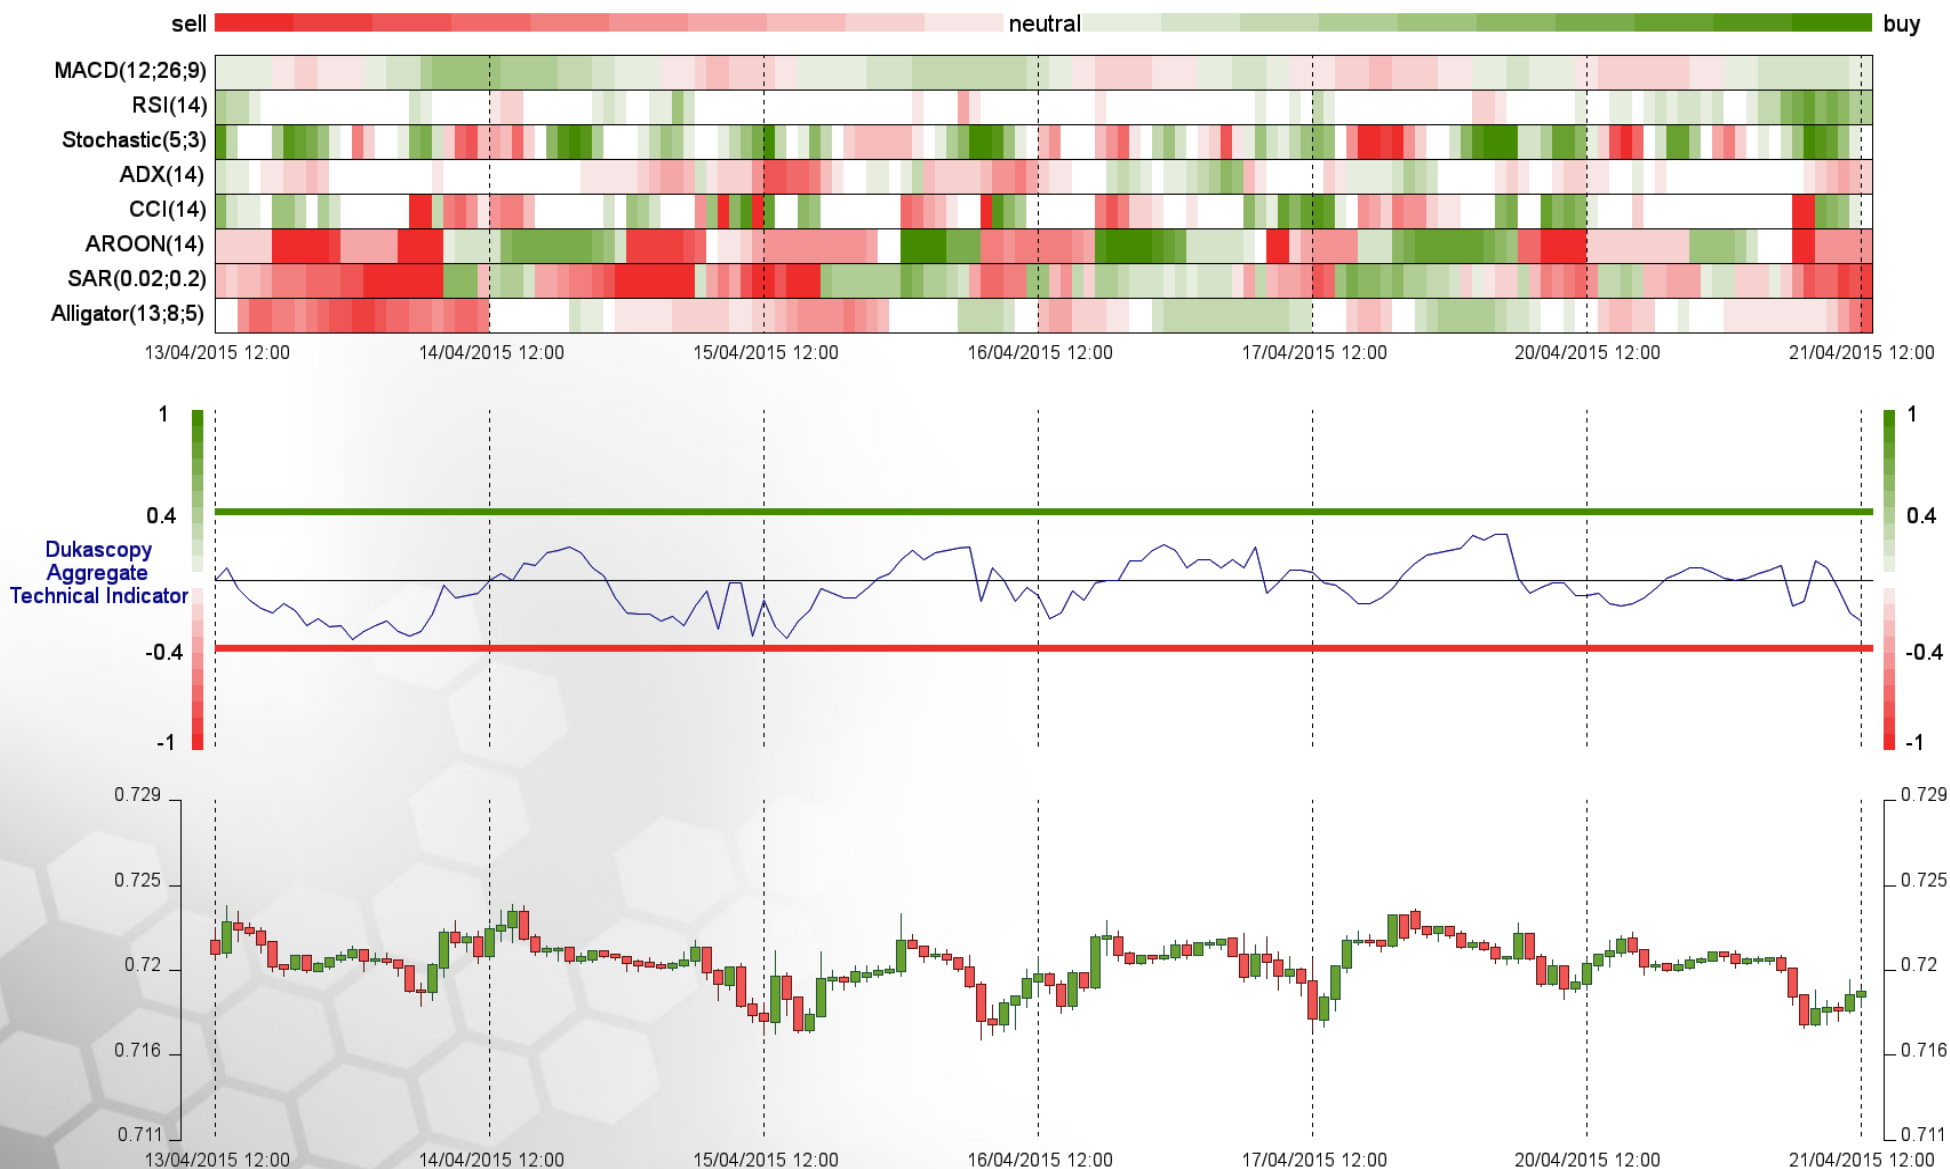 sell neutral buy
MACD(12;26;9)
RSI(14)
Stochastic(5;3)
ADX(14)
CCI(14)
AROON(14)
SAR(0.02;0.2)
Alligator(13;8;5)
13/04/2015 12:00 14/04/2015 12:00 15/04/2015 12:00 16/04/2015 12:00 17/04/2015 12:00 20/04/2015 12:00 21/04/2015 12:00
1 1
0.4 0.4
Dukascopy
Aggregate
Technical Indicator
-0.4 -0.4
-1 -1
0.729 0.729
0.725 0.725
0.72 0.72
0.716 0.716
0.711 0.711
13/04/2015 12:00 14/04/2015 12:00 15/04/2015 12:00 16/04/2015 12:00 17/04/2015 12:00 20/04/2015 12:00 21/04/2015 12:00